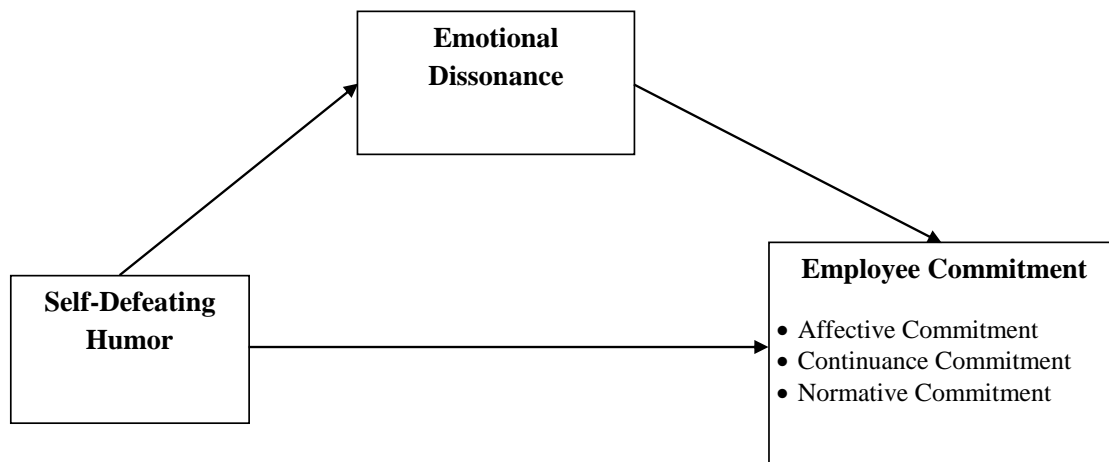 Emotional
Dissonance
Self-Defeating
Humor
Employee Commitment
• Affective Commitment
• Continuance Commitment
• Normative Commitment